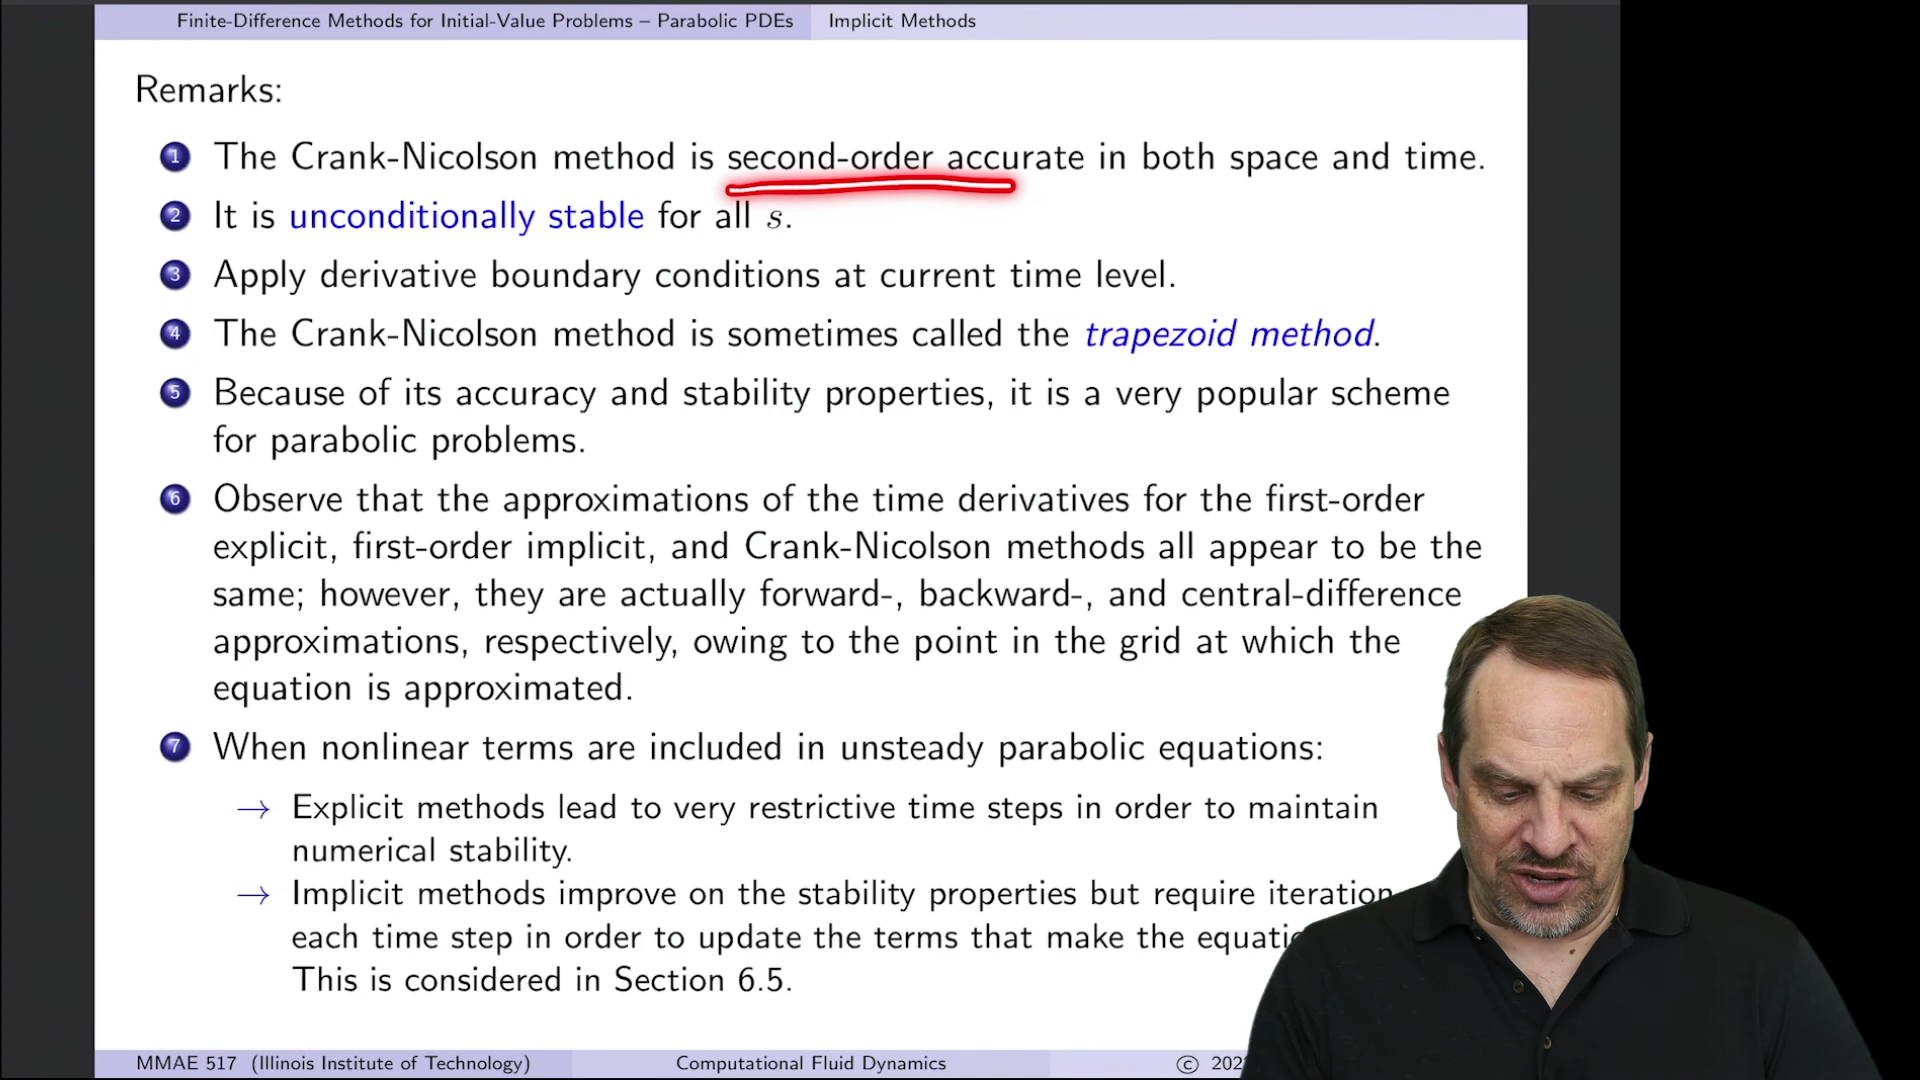 Finite-Difference Methods for Initial-Value Problems – Parabolic PDEs Implicit Methods
Remarks:
1 The Crank-Nicolson method is second-order accurate in both space and time.
2 It is unconditionally stable for all s.
3 Apply derivative boundary conditions at current time level.
4 The Crank-Nicolson method is sometimes called the trapezoid method.
5 Because of its accuracy and stability properties, it is a very popular scheme
for parabolic problems.
6 Observe that the approximations of the time derivatives for the first-order
explicit, first-order implicit, and Crank-Nicolson methods all appear to be the
same; however, they are actually forward-, backward-, and central-difference
approximations, respectively, owing to the point in the grid at which the
equation is approximated.
7 When nonlinear terms are included in unsteady parabolic equations:
→ Explicit methods lead to very restrictive time steps in order to maintain
numerical stability.
→ Implicit methods improve on the stability properties but require iteration
each time step in order to update the terms that make the
This is considered in Section 6.5.
MMAE 517 (Illinois Institute of Technology) Computational Fluid Dynamics ©